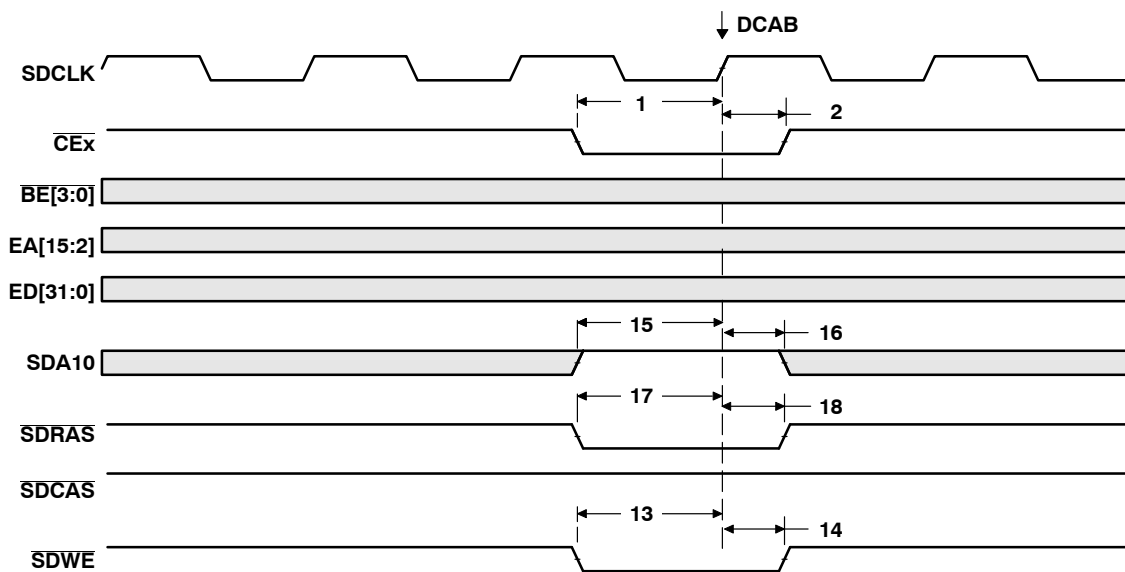 DCAB
SDCLK
1
2
CEx
BE[3:0]
EA[15:2]
ED[31:0]
15
16
SDA10
17
18
SDRAS
SDCAS
13
14
SDWE